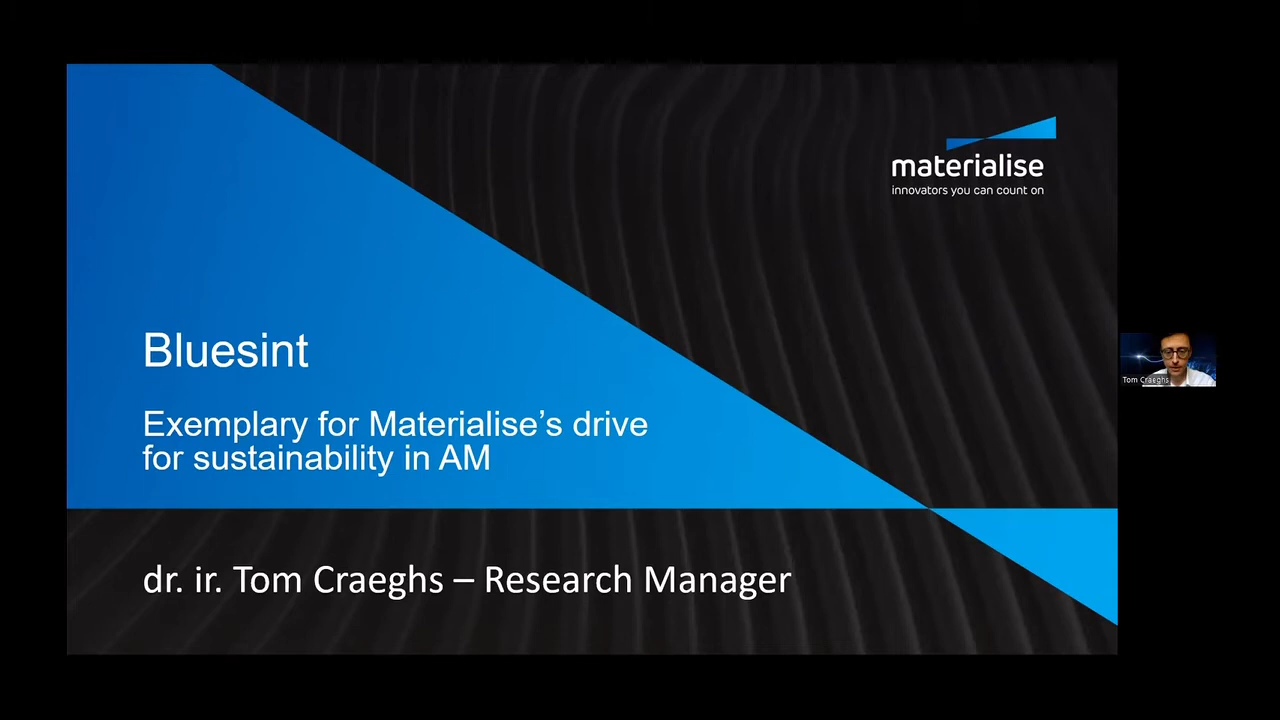 materialise
innovators you can count on
Bluesint
Exemplary for Materialise’s drive
for sustainability in AM
dr. ir. Tom Craeghs – Research Manager
Tom Craeghs